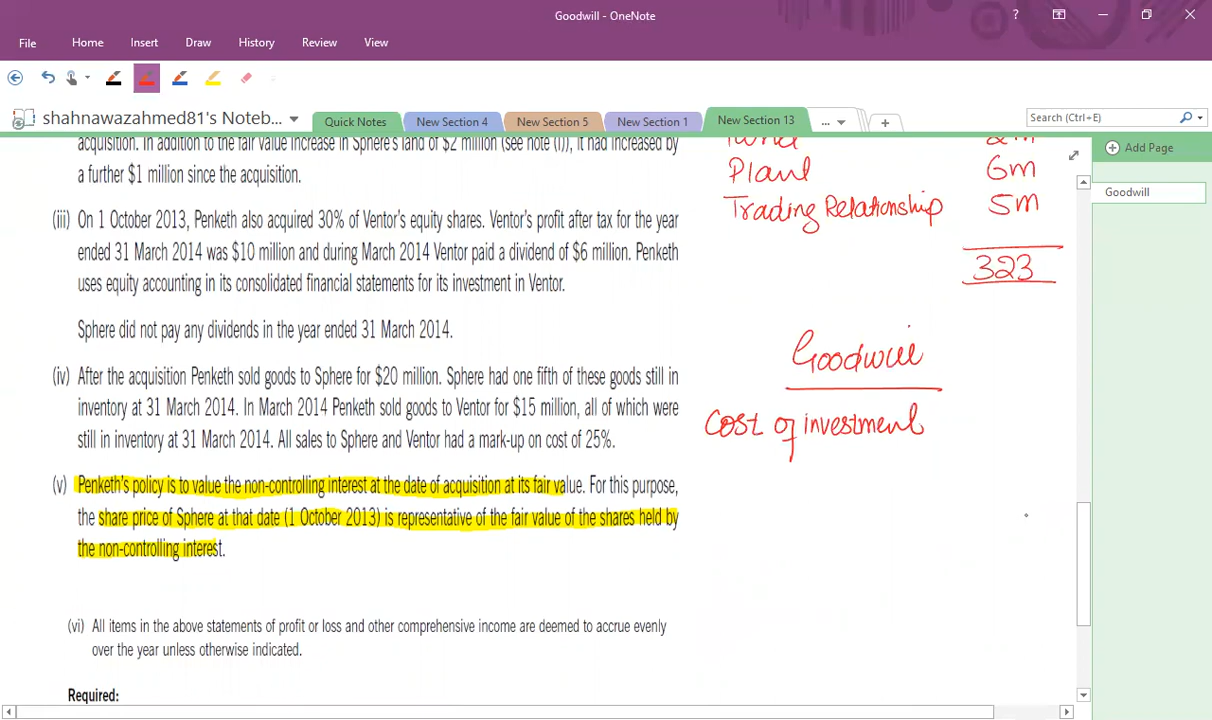 Goodwill - OneNote
?
File
Home
Insert
Draw
History
Review
View
shahnawazahmed81's Noteb...
Quick Notes
New Section 4
New Section 5
New Section 1
New Section 13
...
+
Search (Ctrl+E)
Add Page
Goodwill
acquisition. In addition to the fair value increase in Sphere's land of $2 million (see note (i)), it had increased by
a further $1 million since the acquisition.
(iii) On 1 October 2013, Penketh also acquired 30% of Ventor's equity shares. Ventor's profit after tax for the year
ended 31 March 2014 was $10 million and during March 2014 Ventor paid a dividend of $6 million. Penketh
uses equity accounting in its consolidated financial statements for its investment in Ventor.
Sphere did not pay any dividends in the year ended 31 March 2014.
(iv) After the acquisition Penketh sold goods to Sphere for $20 million. Sphere had one fifth of these goods still in
inventory at 31 March 2014. In March 2014 Penketh sold goods to Ventor for $15 million, all of which were
still in inventory at 31 March 2014. All sales to Sphere and Ventor had a mark-up on cost of 25%.
(v) Penketh's policy is to value the non-controlling interest at the date of acquisition at its fair value. For this purpose,
the share price of Sphere at that date (1 October 2013) is representative of the fair value of the shares held by
the non-controlling interest.
(vi) All items in the above statements of profit or loss and other comprehensive income are deemed to accrue evenly
over the year unless otherwise indicated.
Required:
Plant 6m
Trading Relationship 5m
323
Goodwill
Cost of investment